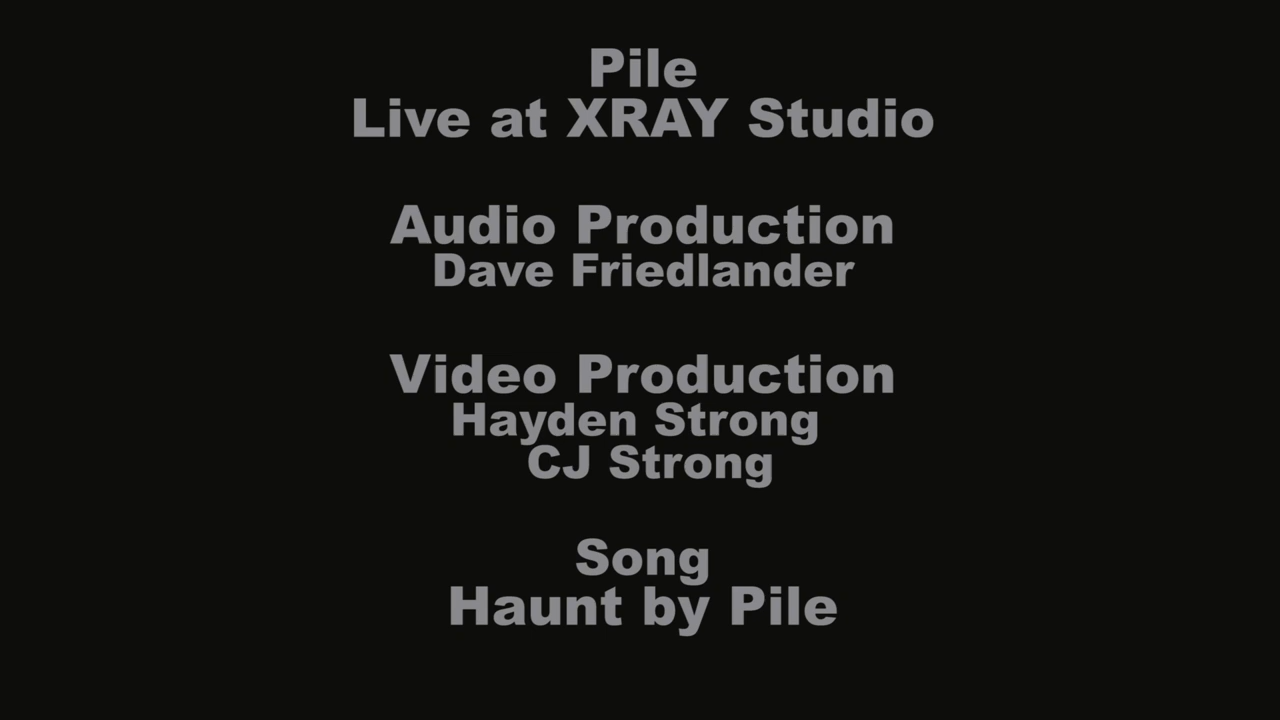 Pile
Live at XRAY Studio
Audio Production
Dave Friedlander
Video Production
Hayden Strong
CJ Strong
Song
Haunt by Pile